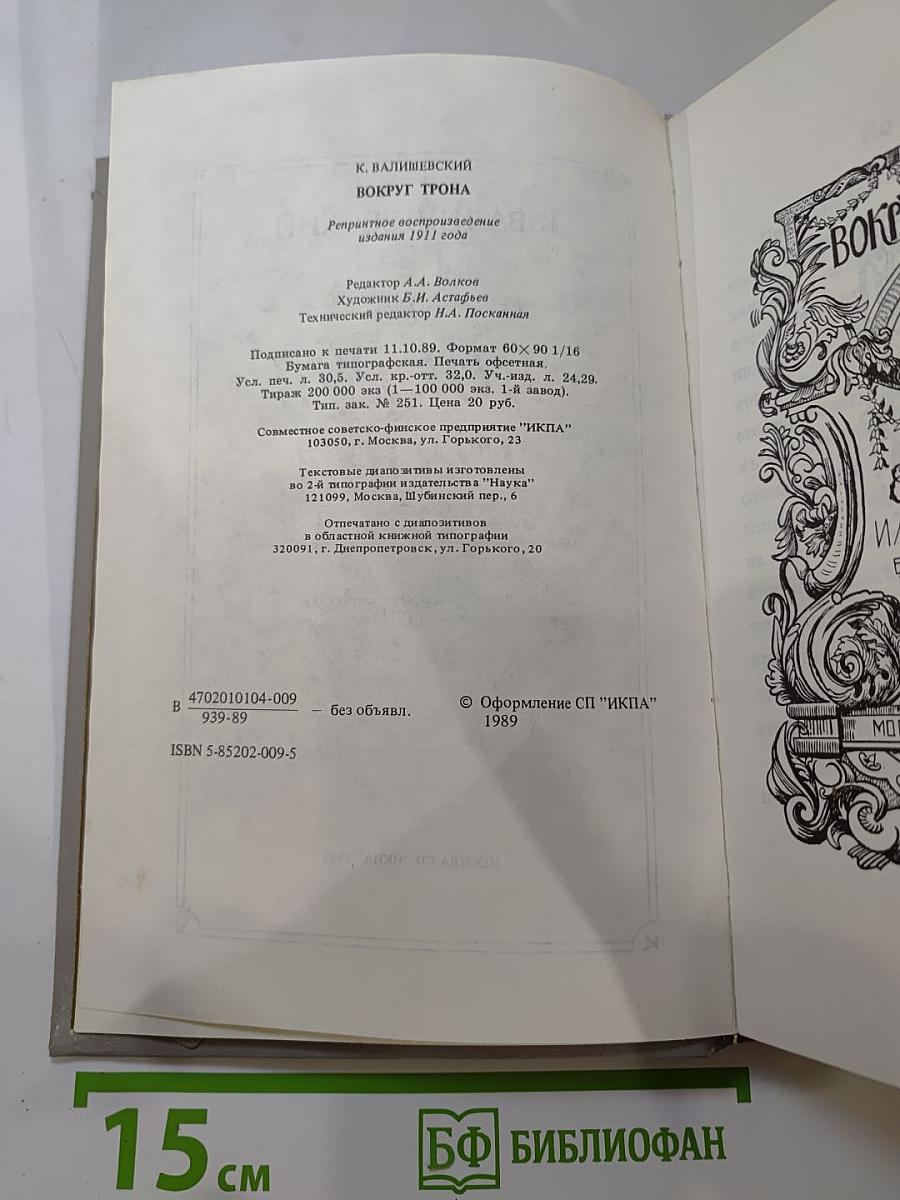 К. ВАЛИШЕВСКИЙ
ВОКРУГ ТРОНА
Репринтное воспроизведение
издания 1911 года
Редактор А.А. Волков
Художник Б.И. Астафьев
Технический редактор Н.А. Посканная
Подписано к печати 11.10.89. Формат 60×90 1/16
Бумага типографская. Печать офсетная.
Усл. печ. л. 30,5. Усл. кр.-отт. 32,0. Уч.-изд. л. 24,29.
Тираж 200 000 экз (1—100 000 экз. 1-й завод).
Тип. зак. № 251. Цена 20 руб.
Совместное советско-финское предприятие "ИКПА"
103050, г. Москва, ул. Горького, 23
Текстовые диапозитивы изготовлены
во 2-й типографии издательства "Наука"
121099, Москва, Шубинский пер., 6
Отпечатано с диапозитивов
в областной книжной типографии
320091, г. Днепропетровск, ул. Горького, 20
В 4702010104-009
939-89
— без объявл.
© Оформление СП "ИКПА"
1989
ISBN 5-85202-009-5
ВОКР
МОС
15 см
БФ БИБЛИОФАН